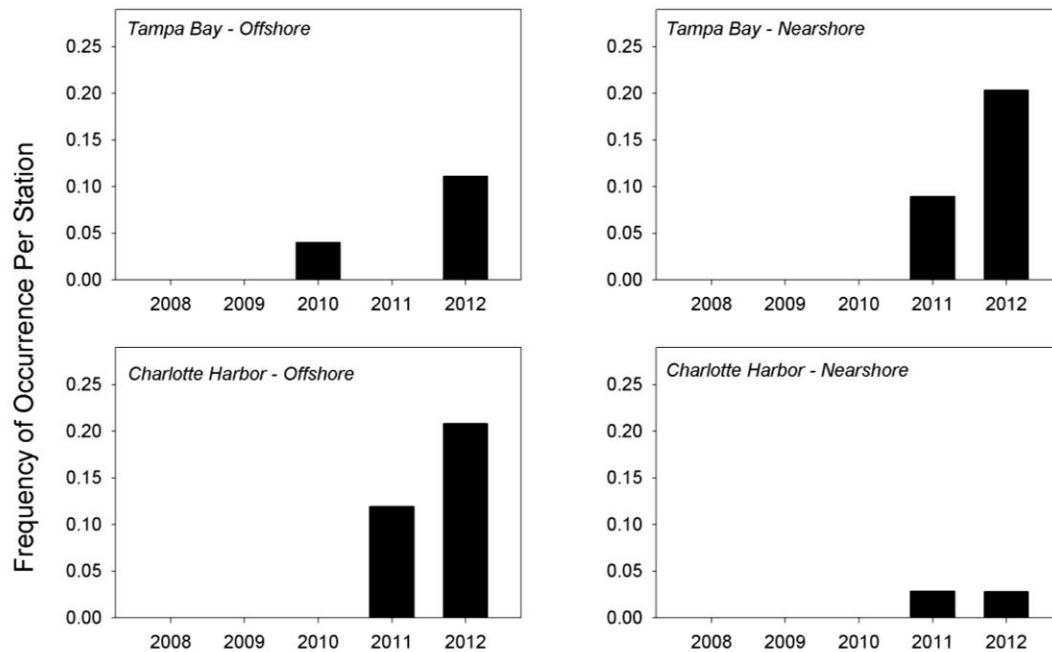 Frequency of Occurrence Per Station
Tampa Bay - Offshore
0.25
0.20
0.15
0.10
0.05
0.00
2008 2009 2010 2011 2012
Tampa Bay - Nearshore
0.25
0.20
0.15
0.10
0.05
0.00
2008 2009 2010 2011 2012
Charlotte Harbor - Offshore
0.25
0.20
0.15
0.10
0.05
0.00
2008 2009 2010 2011 2012
Charlotte Harbor - Nearshore
0.25
0.20
0.15
0.10
0.05
0.00
2008 2009 2010 2011 2012